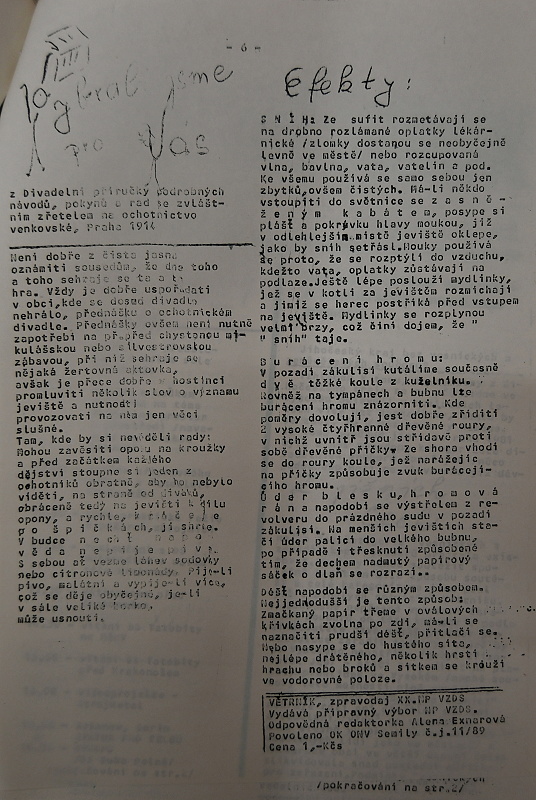 - 6 -
Vybrali jsme
pro Vás
z Divadelní příručky podrobných
návodů, pokynů a rad se zvlášt-
ním zřetelem na ochotnictvo
venkovské, Praha 1914
Není dobře z čista jasna
oznámiti sousedům, že dne toho
a toho sehraje se ta a ta
hra. Vždy je dobře uspořádati
v obci,kde se dosud divadlo
nehrálo, přednášku o ochotnickém
divadle. Přednášky ovšem není nutně
zapotřebí na př.před chystanou mi-
kulášskou nebo silvestrovskou
zábavou, při níž sehraje se
nějaká žertovná aktovka,
avšak je přece dobře v hostinci
promluviti několik slov o významu
jeviště a nutnosti
provozovati na něm jen věci
slušné.
Tam, kde by si nevěděli rady:
Mohou zavěsiti oponu na kroužky
a před začátkem každého
dějství stoupne si jeden z
ochotníků obratně, aby ho nebylo
viděti, na straně od diváků,
obráceně tedy na jevišti k dílu
opony, a rychle,
po špičkách, ji shrne.
V budce nechť nápo-
věda nepije pivo.
S sebou ať vezme láhev sodovky
nebo citronové limonády. Pije-li
pivo, malátní a vypije-li více,
což se děje obyčejně, je-li
v sále veliké horko,
může usnouti.
Efekty:
SNÍH: Ze sufit rozmetávají se
na drobno rozlámané oplatky lékár-
nické /zlomky dostanou se neobyčejně
levně ve městě/ nebo rozcupovaná
vlna, bavlna, vata, vatelin a pod.
Ke všemu používá se samo sebou jen
zbytků,ovšem čistých. Má-li někdo
vstoupiti do světnice se zasně-
ženým kabátem, posype si
plášť a pokrývku hlavy moukou, již
v odlehlejším místě jeviště oklepe,
jako by sníh setřásl.Mouky používá
se proto, že se rozptýlí do vzduchu,
kdežto vata, oplatky zůstávají na
podlaze.Ještě lépe poslouží mydlinky,
jež se v kotli za jevištěm rozmíchají
a jimiž se herec postříká před vstupem
na jeviště. Mydlinky se rozplynou
velmi brzy, což činí dojem, že "
" sníh" taje.
Burácení hromu:
V pozadí zákulisí kutálíme současně
dvě těžké koule z kuželníku.
Rovněž na tympánech a bubnu lze
burácení hromu znázorniti. Kde
poměry dovolují, jest dobře zříditi
2 vysoké čtyřhranné dřevěné roury,
v nichž uvnitř jsou střídavě proti
sobě dřevěné příčky. Ze shora vhodí
se do roury koule, jež narážejíc
na příčky způsobuje zvuk burácejí-
cího hromu.
Úder blesku,hromová
rána napodobí se výstřelem z re-
volveru do prázdného sudu v pozadí
zákulisí. Na menších jevištích sta-
čí úder palicí do velkého bubnu,
po případě i třesknutí způsobené
tím, že dechem nadmutý papírový
sáček o dlaň se rozrazí..
Déšť napodobí se různým způsobem.
Nejjednodušší je tento způsob:
Zmačkaný papír třeme v oválových
křivkách zvolna po zdi, má-li se
naznačiti prudší déšť, přitlačí se.
Nebo nasype se do hustého síta,
nejlépe drátěného, několik hrstí
hrachu nebo broků a sítkem se krouží
ve vodorovné poloze.
VĚTRNÍK, zpravodaj XX.NP VZDS
Vydává přípravný výbor NP VZDS.
Odpovědná redaktorka Alena Exnarová
Povoleno OK ONV Semily č.j.11/89
Cena 1,-Kčs
/pokračování na str.2/